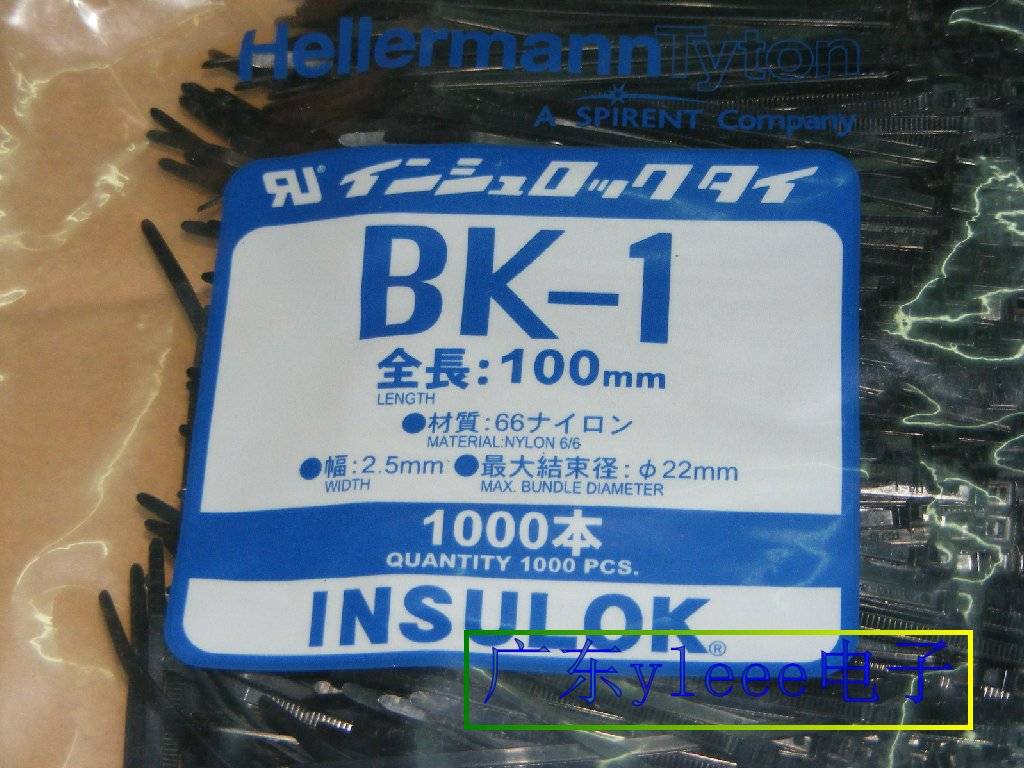 HellermannTyton
A SPIRENT Company
インシュロック タイ
BK-1
全長:100mm
LENGTH
●材質:66ナイロン
MATERIAL:NYLON 6/6
●幅:2.5mm ●最大結束径:φ22mm
WIDTH MAX. BUNDLE DIAMETER
1000本
QUANTITY 1000 PCS.
INSULOK®
广东yleee电子